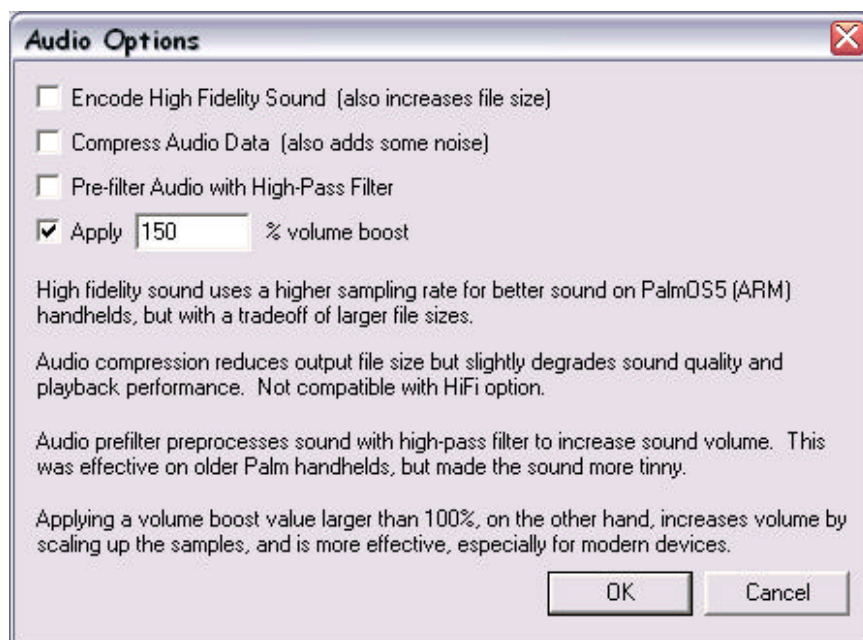 Audio Options
Encode High Fidelity Sound (also increases file size)
Compress Audio Data (also adds some noise)
Pre-filter Audio with High-Pass Filter
Apply 150 % volume boost
High fidelity sound uses a higher sampling rate for better sound on PalmOS5 (ARM)
handhelds, but with a tradeoff of larger file sizes.
Audio compression reduces output file size but slightly degrades sound quality and
playback performance. Not compatible with HiFi option.
Audio prefilter preprocesses sound with high-pass filter to increase sound volume. This
was effective on older Palm handhelds, but made the sound more tinny.
Applying a volume boost value larger than 100%, on the other hand, increases volume by
scaling up the samples, and is more effective, especially for modern devices.
OK Cancel